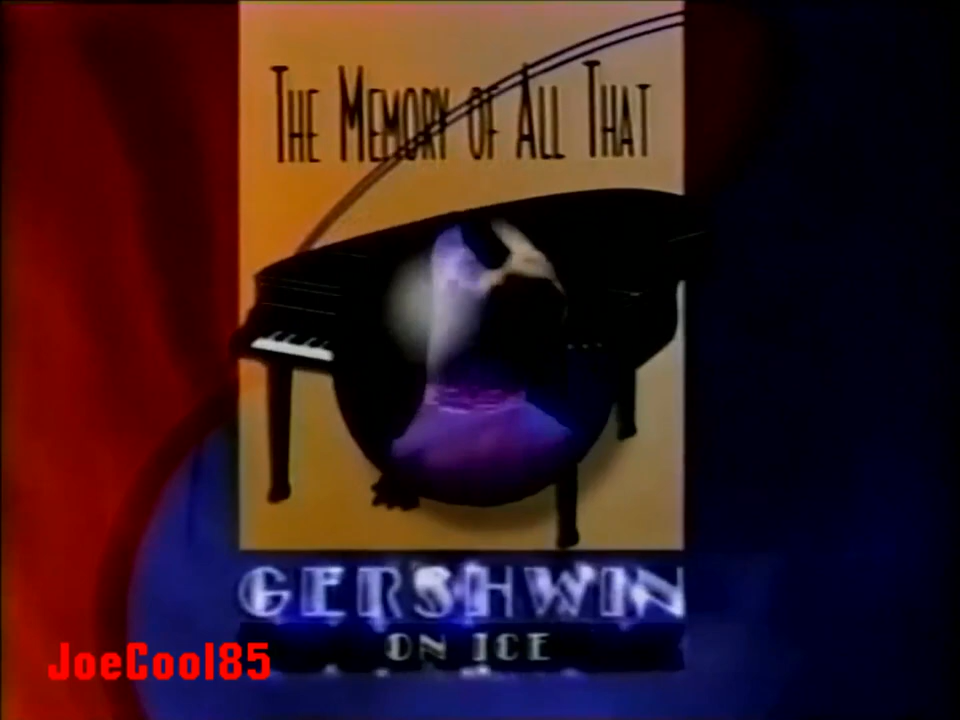 THE MEMORY OF ALL THAT
GERSHWIN
ON ICE
JoeCool85